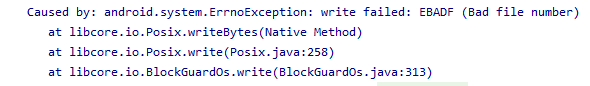 Caused by: android.system.ErrnoException: write failed: EBADF (Bad file number)
at libcore.io.Posix.writeBytes(Native Method)
at libcore.io.Posix.write(Posix.java:258)
at libcore.io.BlockGuardOs.write(BlockGuardOs.java:313)